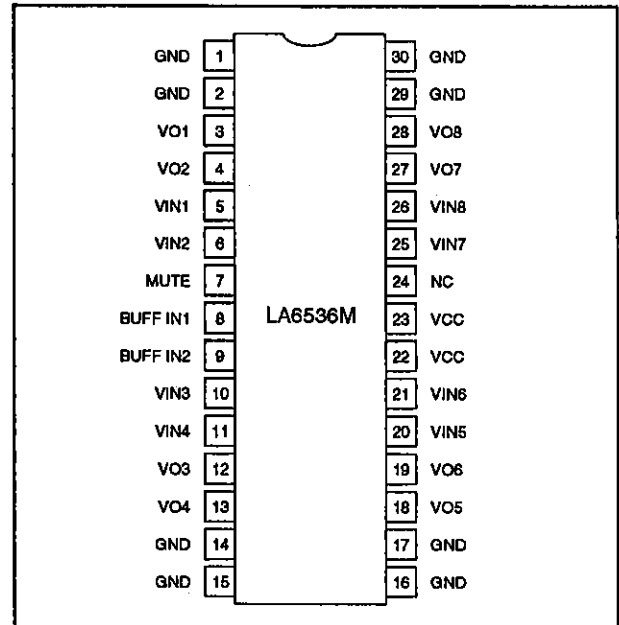 GND 1 30 GND
GND 2 29 GND
VO1 3 28 VO8
VO2 4 27 VO7
VIN1 5 26 VIN8
VIN2 6 25 VIN7
MUTE 7 24 NC
BUFF IN1 8 LA6536M 23 VCC
BUFF IN2 9 22 VCC
VIN3 10 21 VIN6
VIN4 11 20 VIN5
VO3 12 19 VO6
VO4 13 18 VO5
GND 14 17 GND
GND 15 16 GND